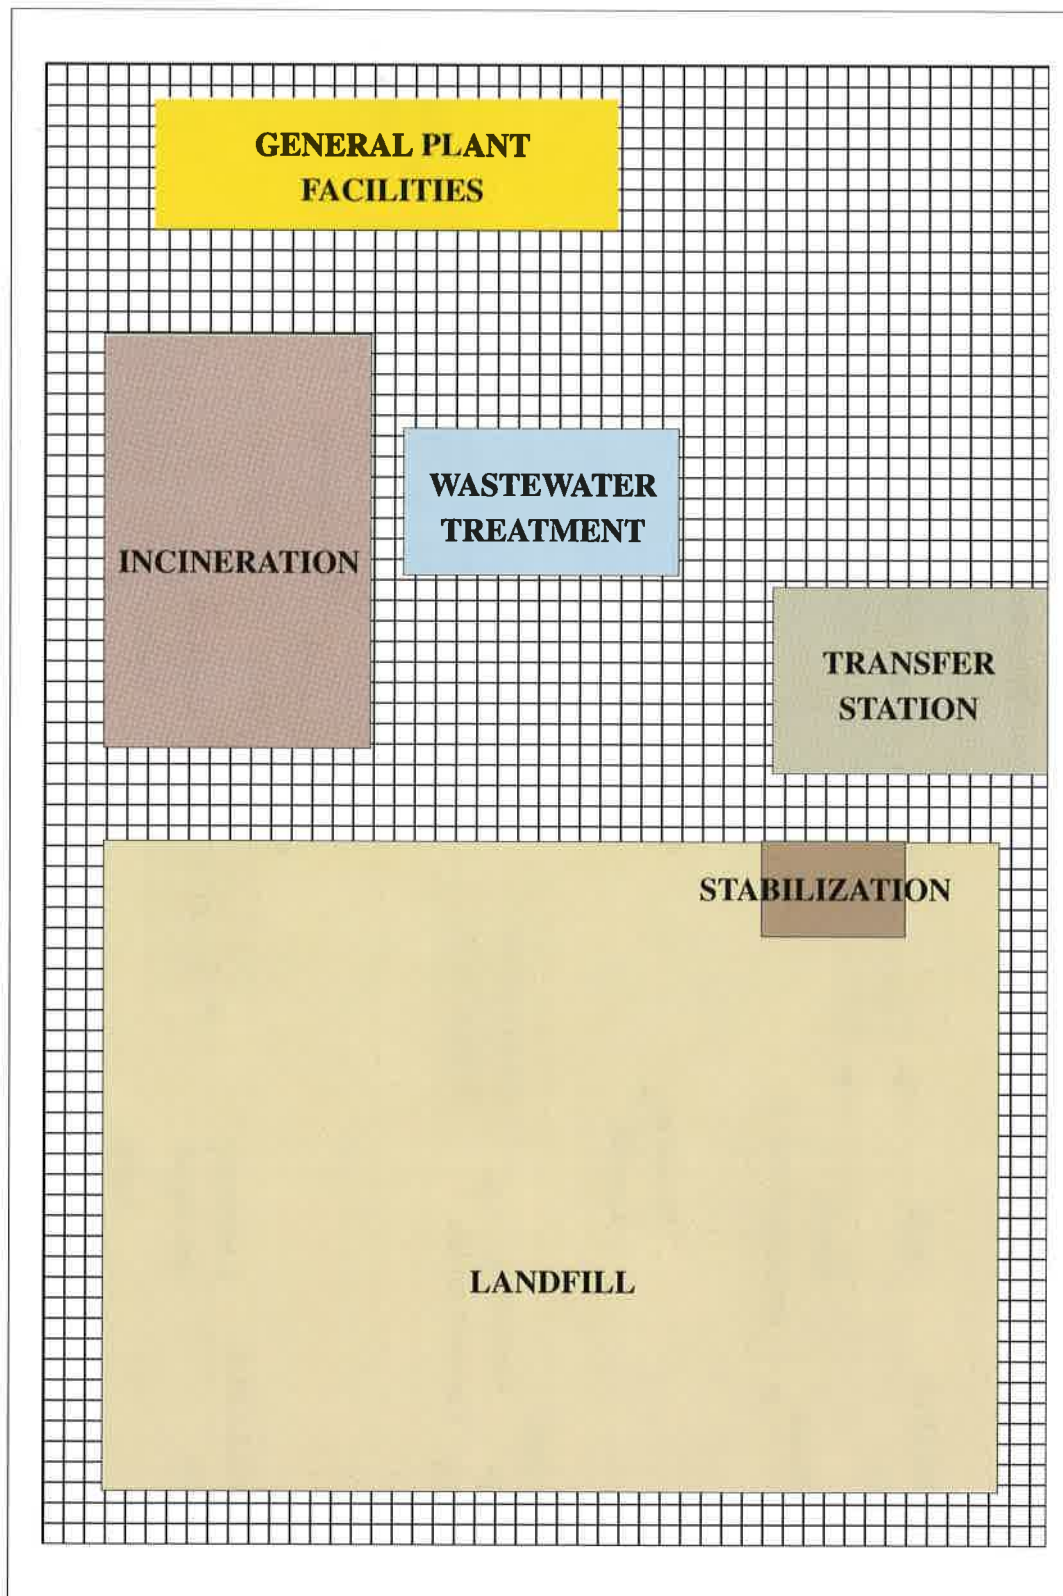 GENERAL PLANT
FACILITIES
WASTEWATER
TREATMENT
INCINERATION
TRANSFER
STATION
STABILIZATION
LANDFILL